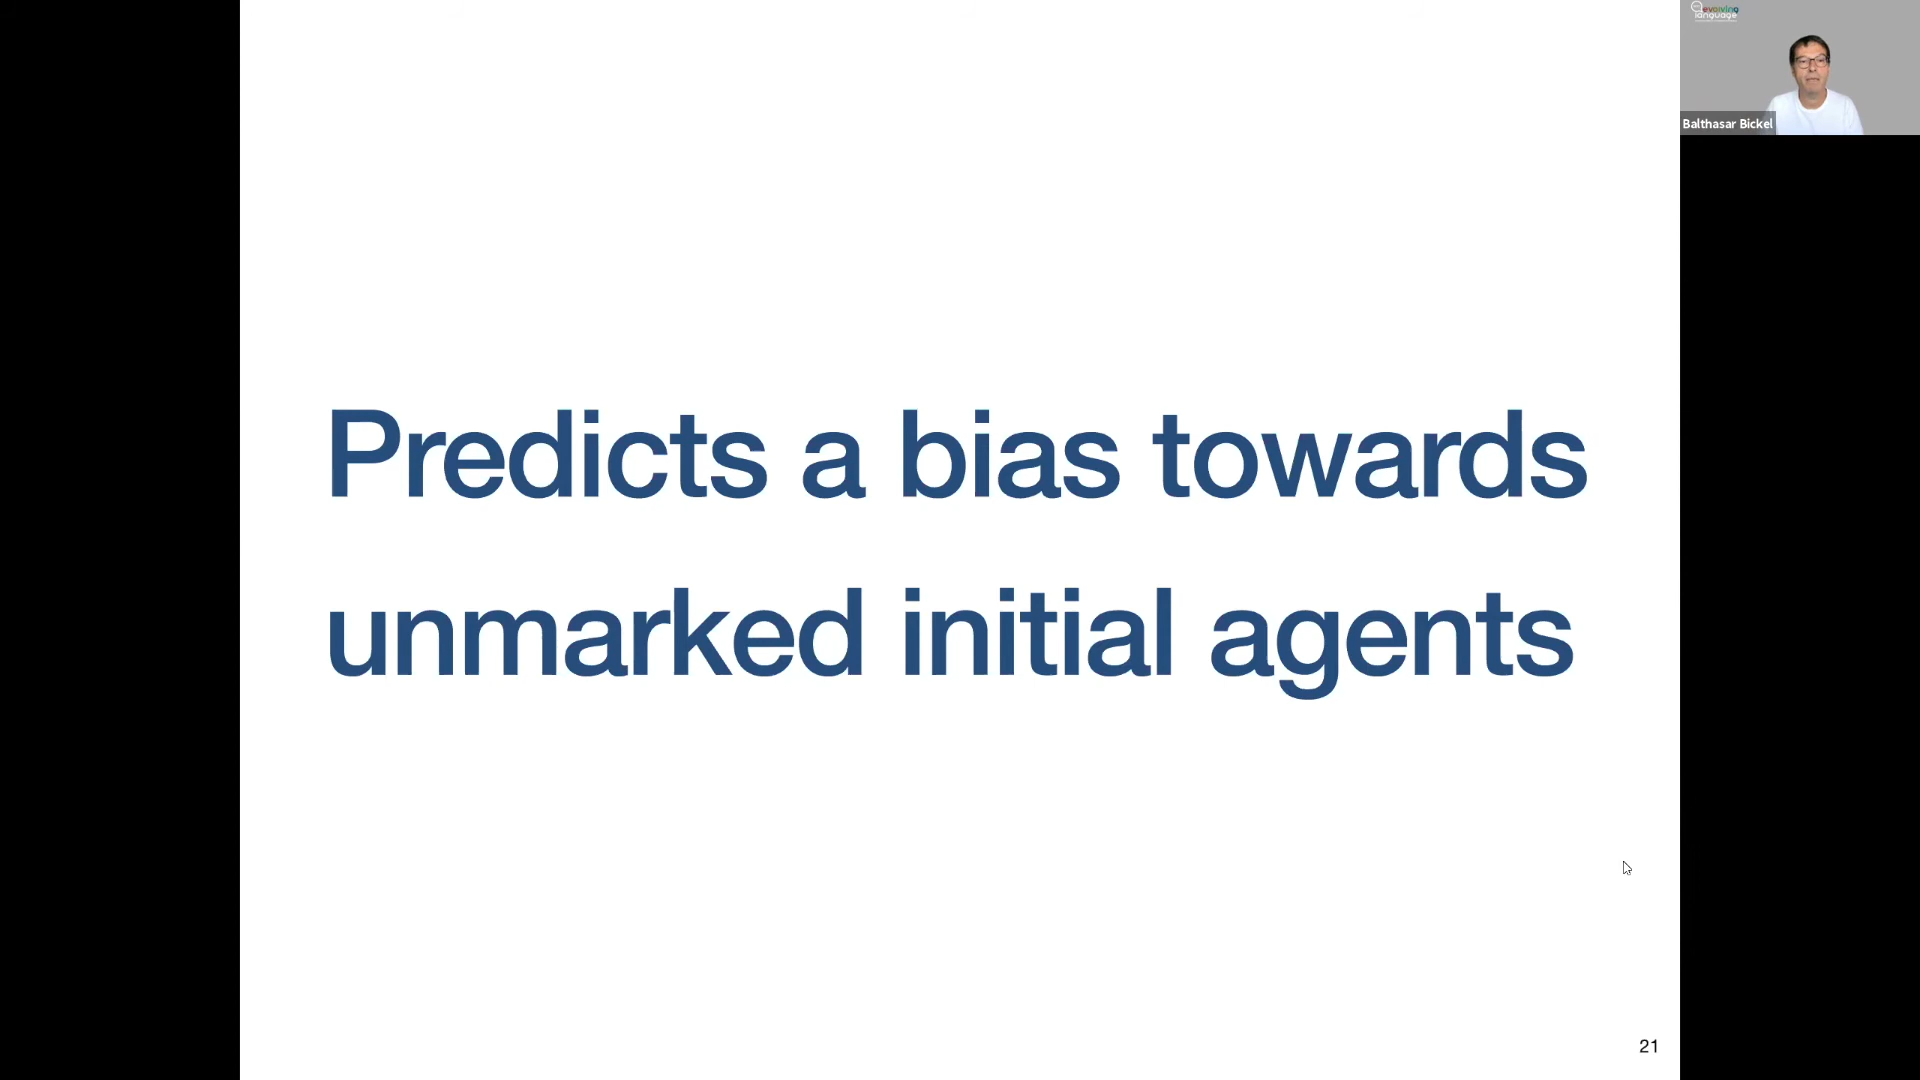 evolving
language
Balthasar Bickel
Predicts a bias towards
unmarked initial agents
21